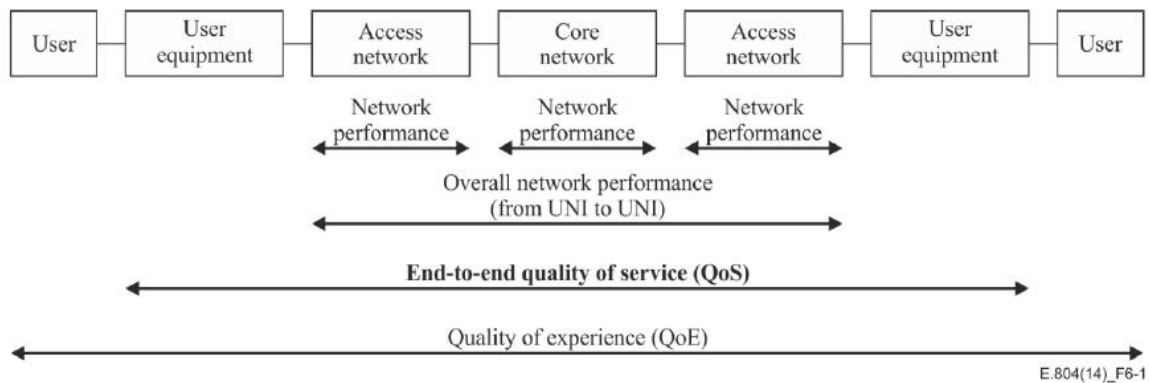 User
User
equipment
Access
network
Core
network
Access
network
User
equipment
User
Network
performance
Network
performance
Network
performance
Overall network performance
(from UNI to UNI)
End-to-end quality of service (QoS)
Quality of experience (QoE)
E.804(14)_F6-1